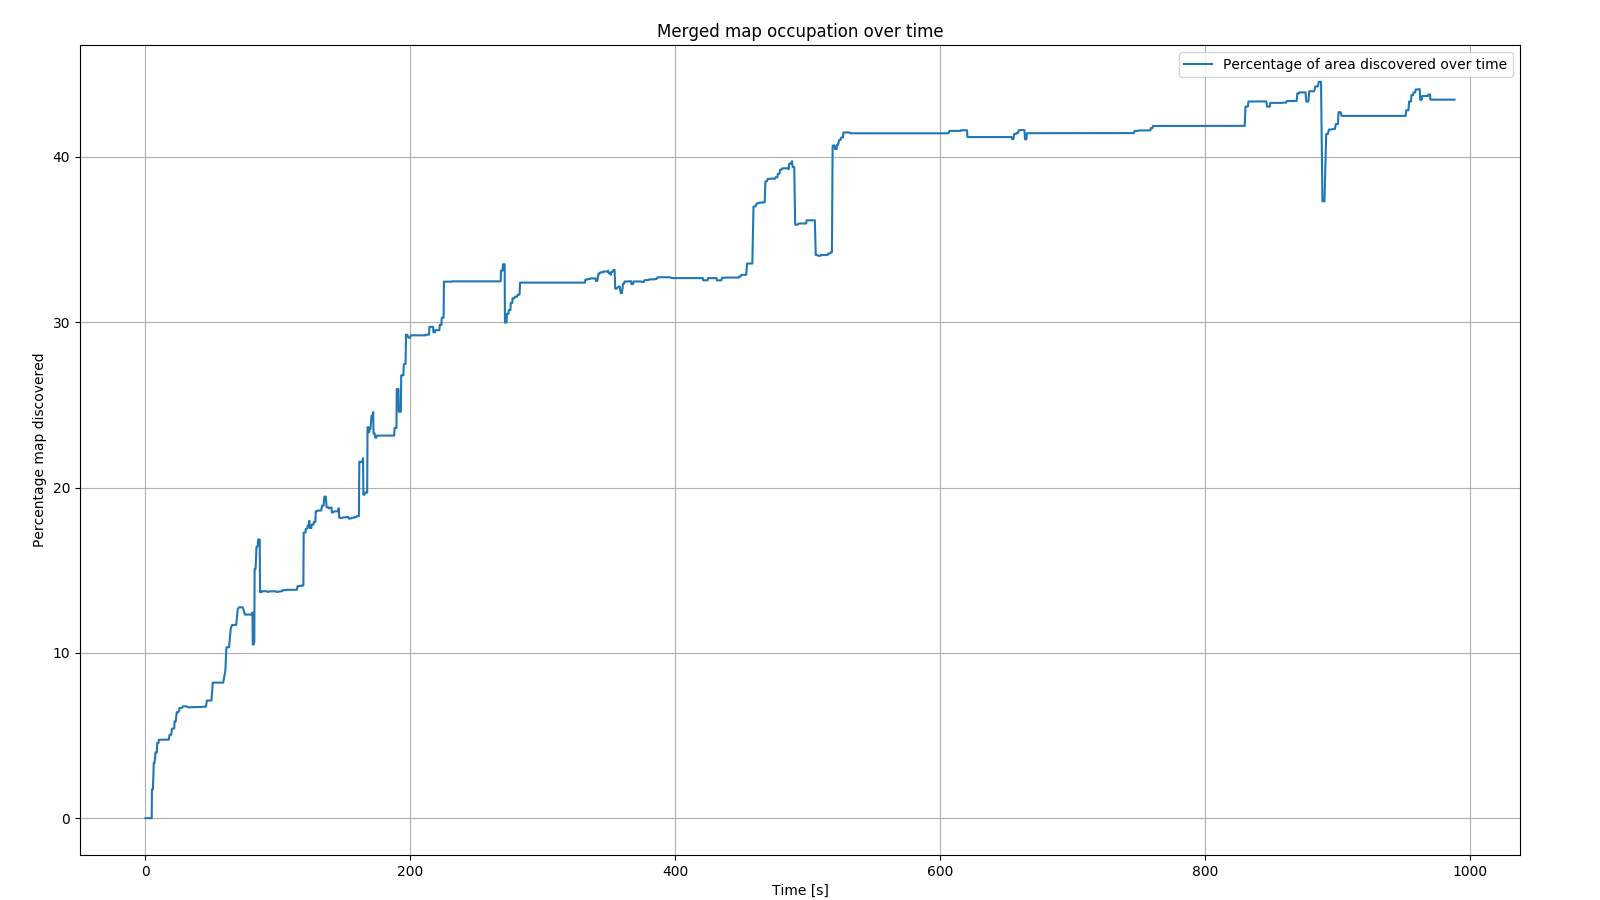 Merged map occupation over time
Percentage of area discovered over time
Percentage map discovered
40
30
20
10
0
0 200 400 600 800 1000
Time [s]